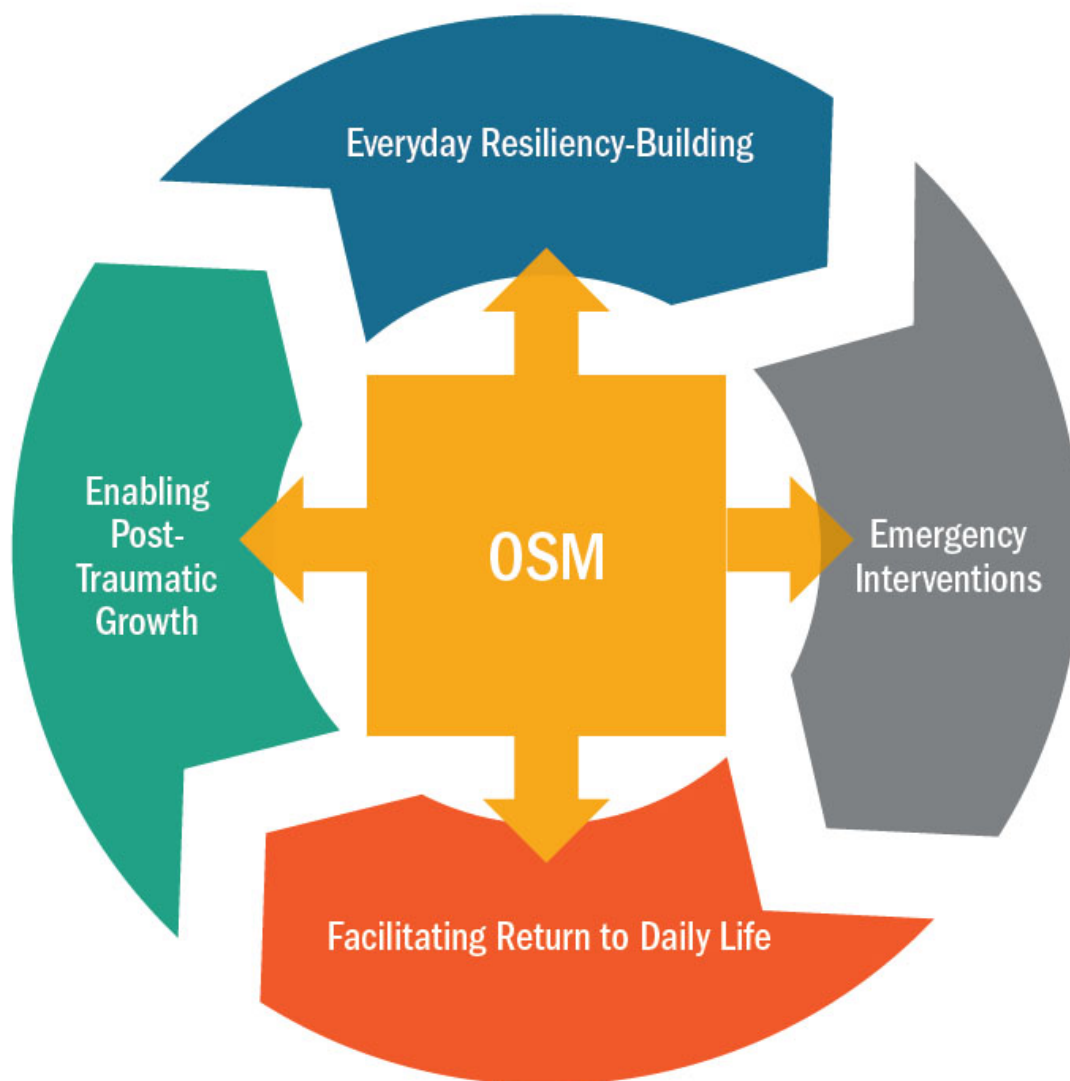 Everyday Resiliency-Building
Enabling
Post-
Traumatic
Growth
OSM
Emergency
Interventions
Facilitating Return to Daily Life